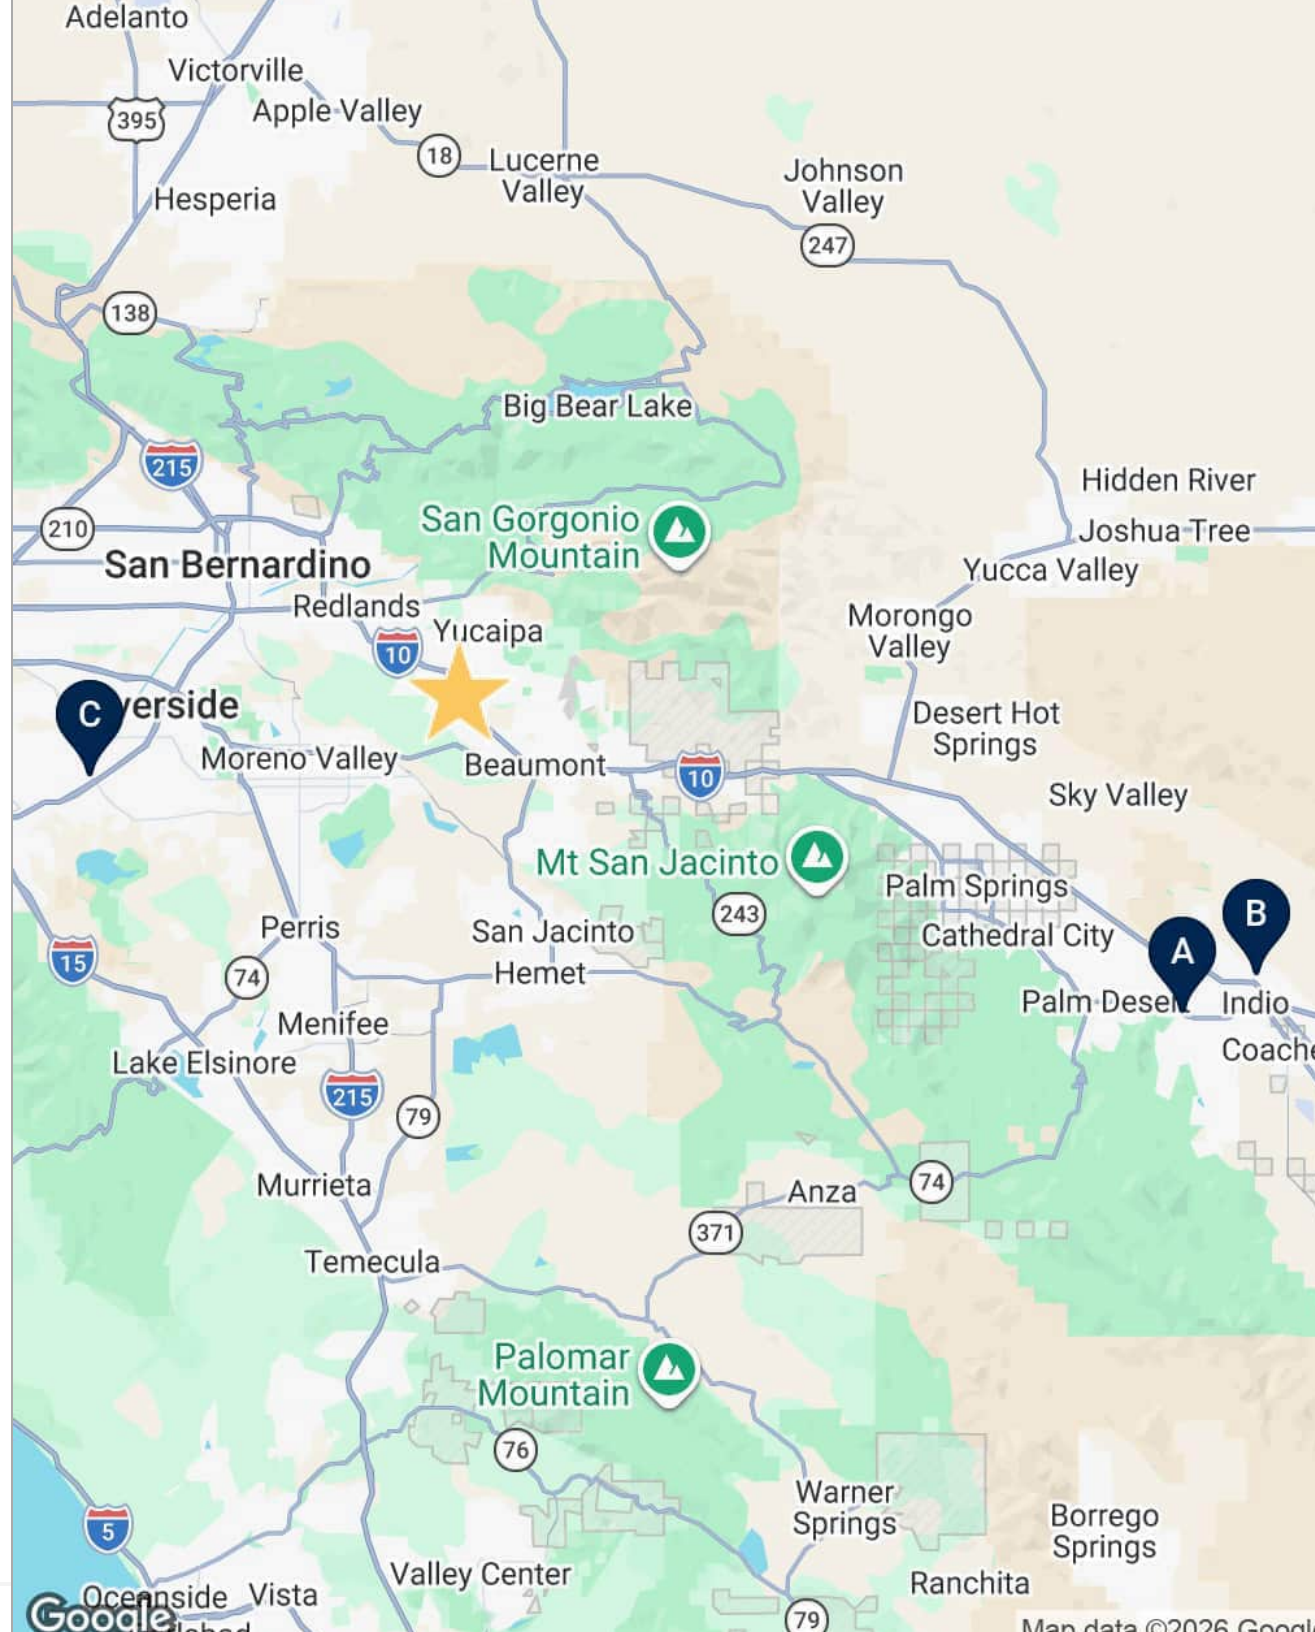 Adelanto
Victorville
395
Apple Valley
18
Lucerne
Valley
Johnson
Valley
Hesperia
247
138
Big Bear Lake
215
Hidden River
210
San Gorgonio
Mountain
Joshua Tree
San Bernardino
Yucca Valley
Redlands
Morongo
Valley
Yucaipa
10
C
verside
Desert Hot
Springs
Moreno Valley
Beaumont
10
Sky Valley
Mt San Jacinto
Palm Springs
243
B
Perris
San Jacinto
Cathedral City
A
15
74
Hemet
Palm Desert
Indio
Menifee
Coache
Lake Elsinore
215
79
Murrieta
Anza
74
371
Temecula
Palomar
Mountain
76
Warner
Springs
Borrego
Springs
5
Valley Center
Ranchita
Oceanside
Vista
Google
79
Map data ©2026 Googl